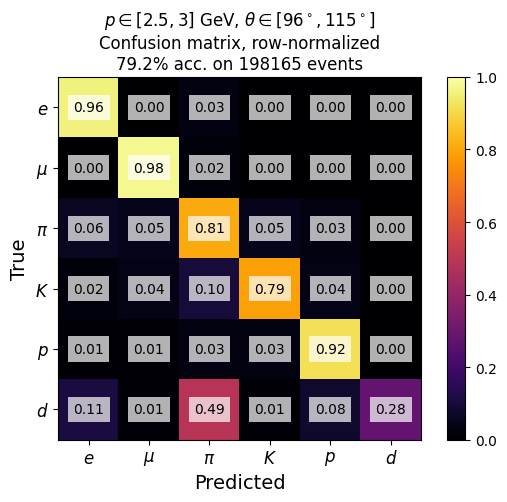 p ∈ [2.5, 3] GeV, θ ∈ [96°, 115°]
Confusion matrix, row-normalized
79.2% acc. on 198165 events
True
e 0.96 0.00 0.03 0.00 0.00 0.00
μ 0.00 0.98 0.02 0.00 0.00 0.00
π 0.06 0.05 0.81 0.05 0.03 0.00
K 0.02 0.04 0.10 0.79 0.04 0.00
p 0.01 0.01 0.03 0.03 0.92 0.00
d 0.11 0.01 0.49 0.01 0.08 0.28
e μ π K p d
Predicted
1.0
0.8
0.6
0.4
0.2
0.0